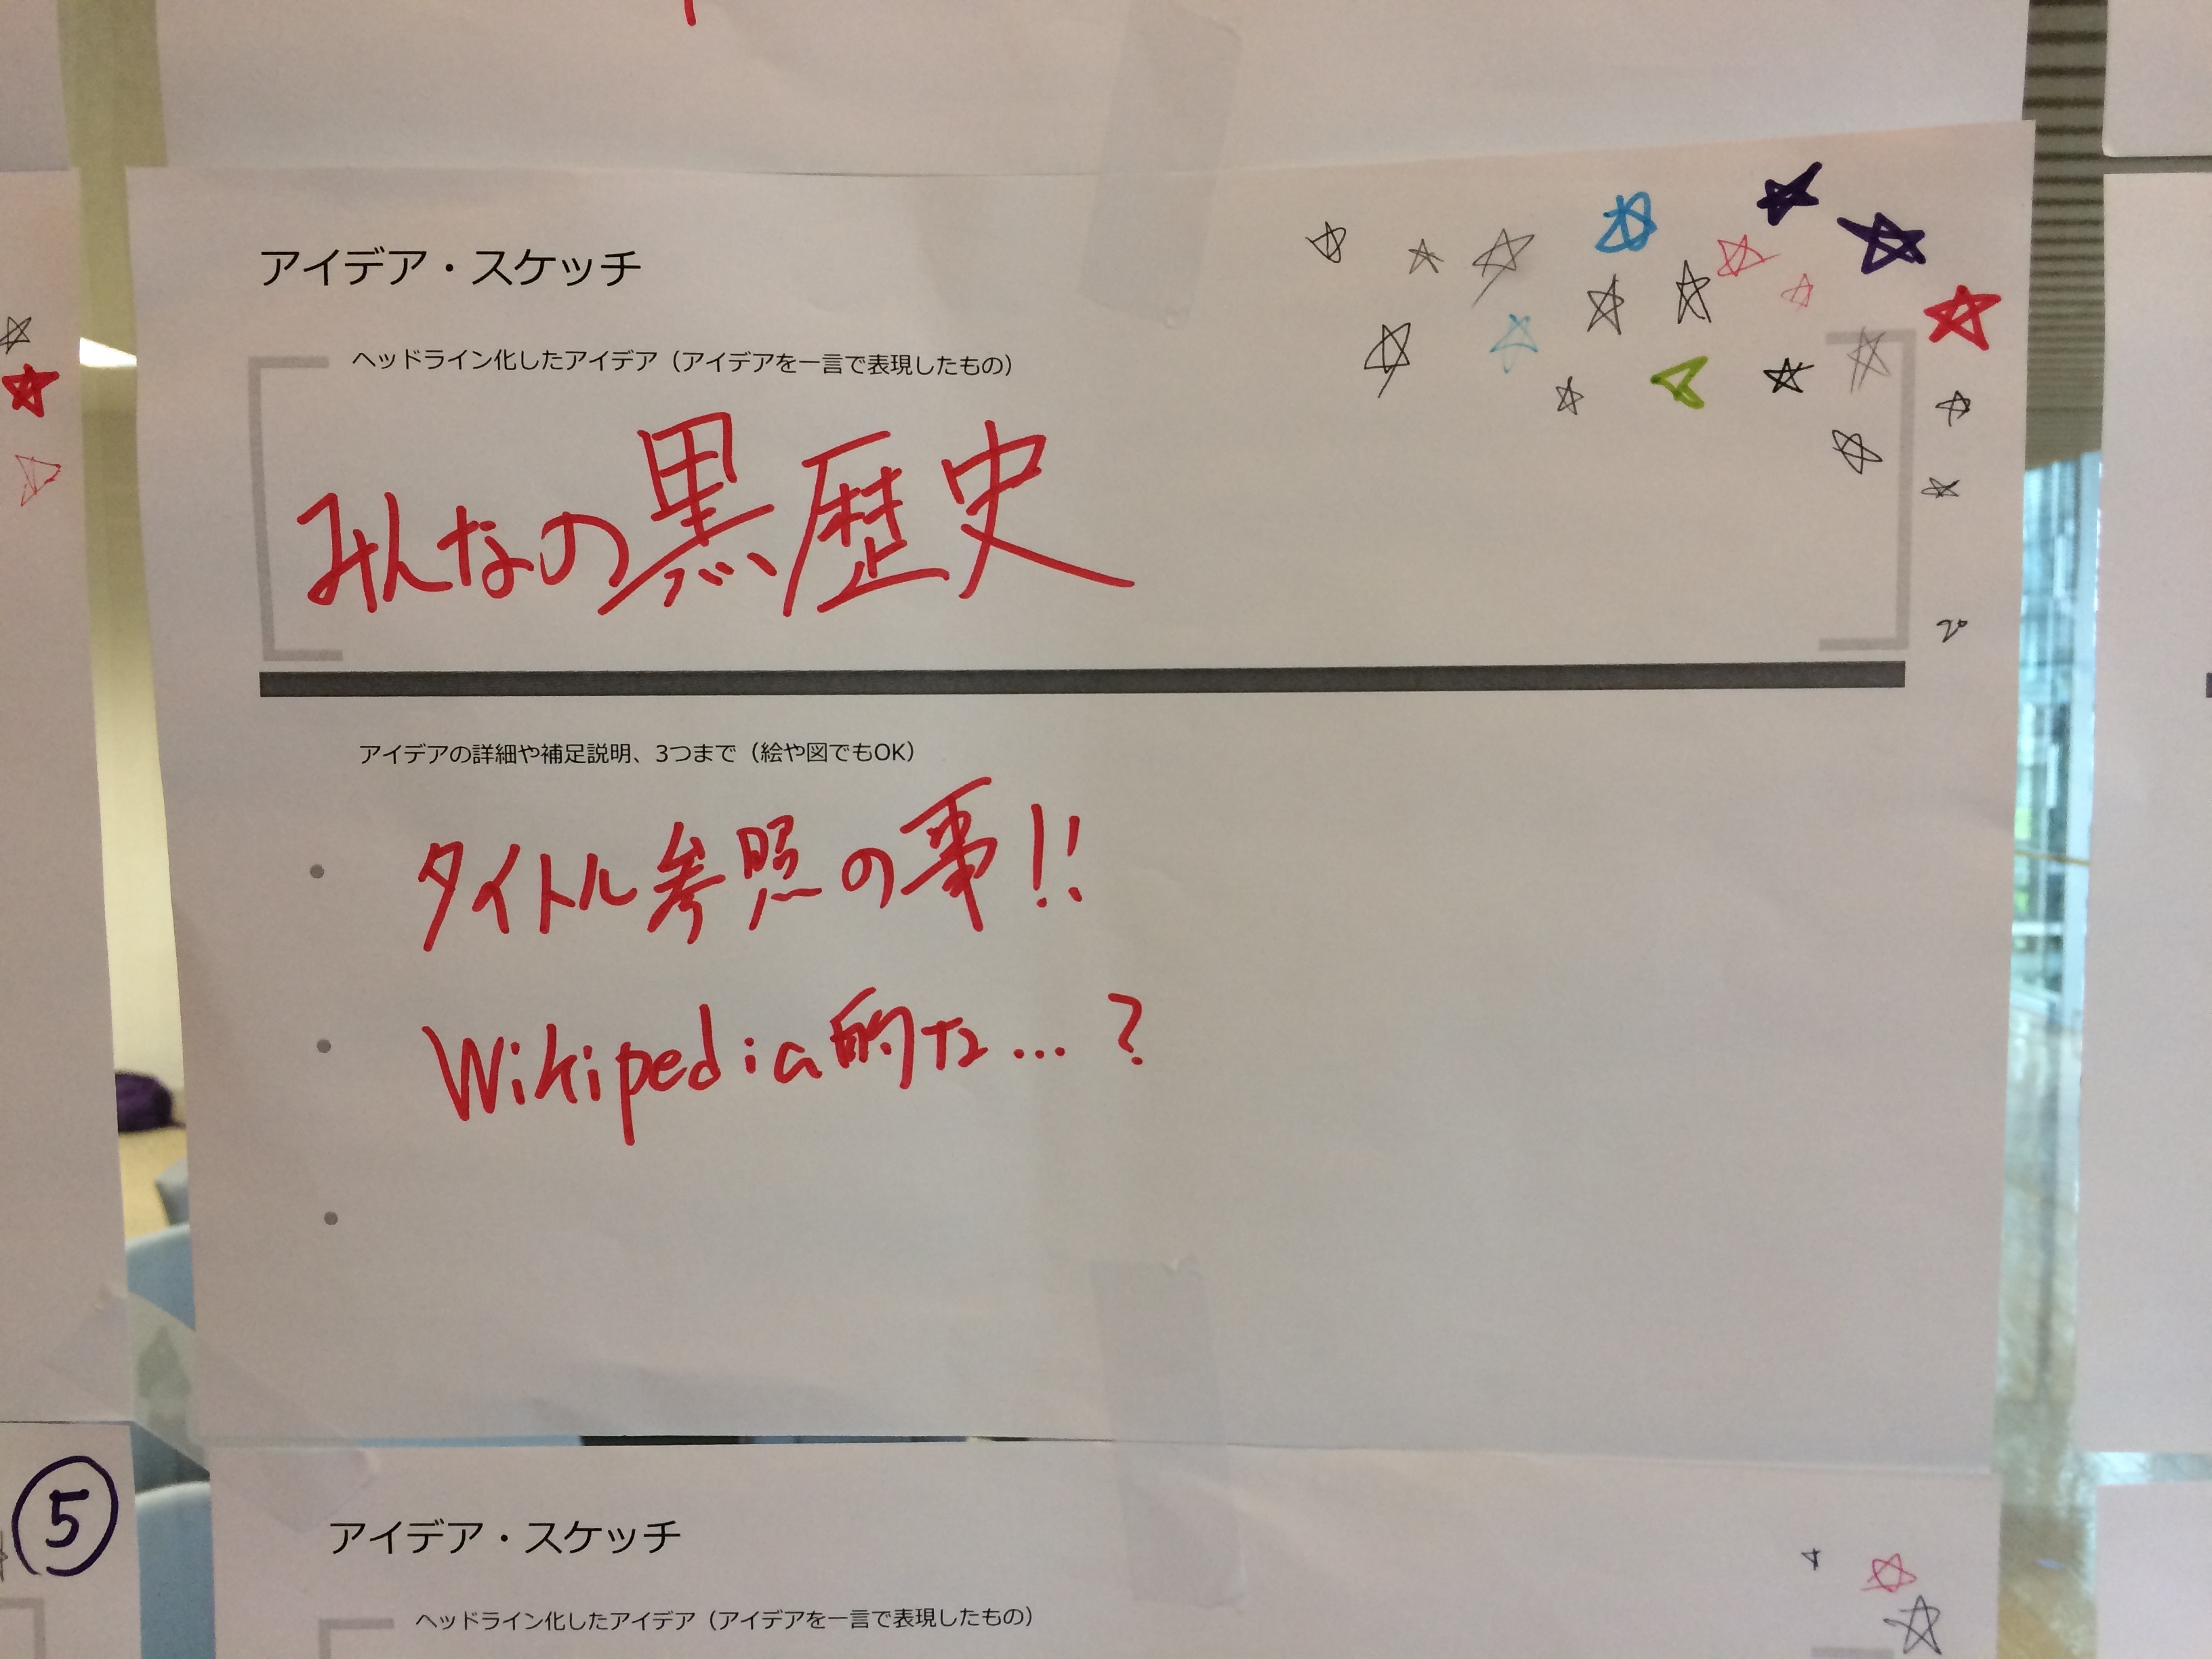 アイデア・スケッチ
ヘッドライン化したアイデア（アイデアを一言で表現したもの）
みんなの黒歴史
アイデアの詳細や補足説明、3つまで（絵や図でもOK）
• タイトル参照の事!!
• Wikipedia的な…?
•
5
アイデア・スケッチ
ヘッドライン化したアイデア（アイデアを一言で表現したもの）